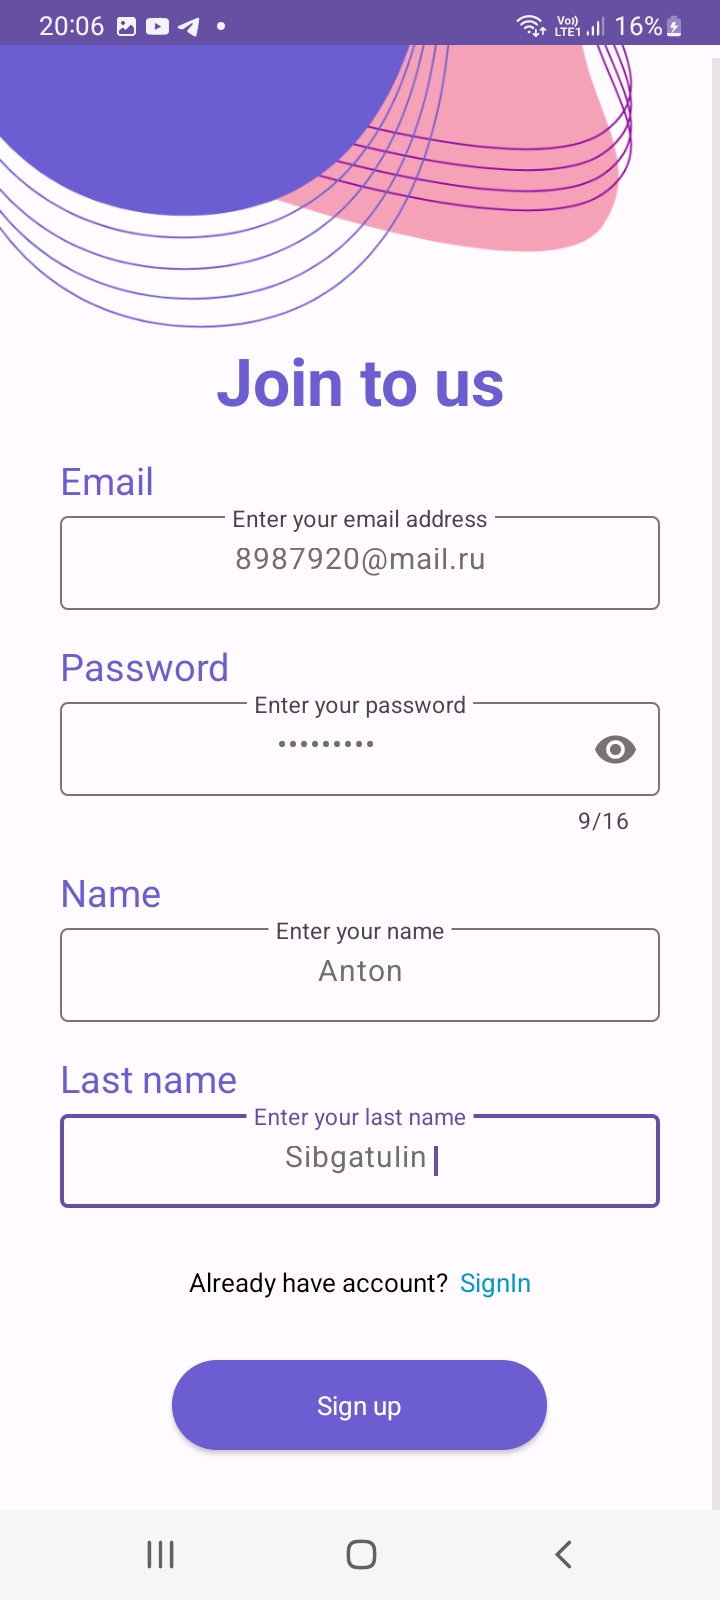 20:06 Vo)) LTE1 16%
Join to us
Email
Enter your email address
8987920@mail.ru
Password
Enter your password
•••••••••
9/16
Name
Enter your name
Anton
Last name
Enter your last name
Sibgatulin
Already have account? SignIn
Sign up